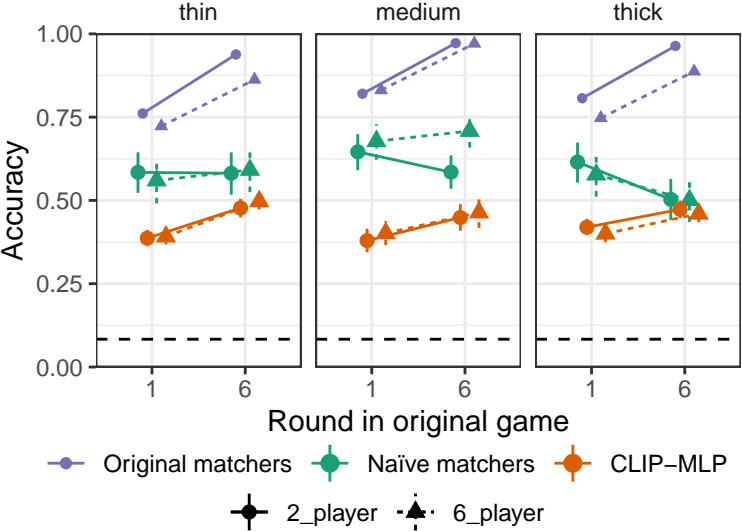 thin medium thick
1.00
0.75
0.50
0.25
0.00
Accuracy
1 6 1 6 1 6
Round in original game
Original matchers Naïve matchers CLIP−MLP
2_player 6_player